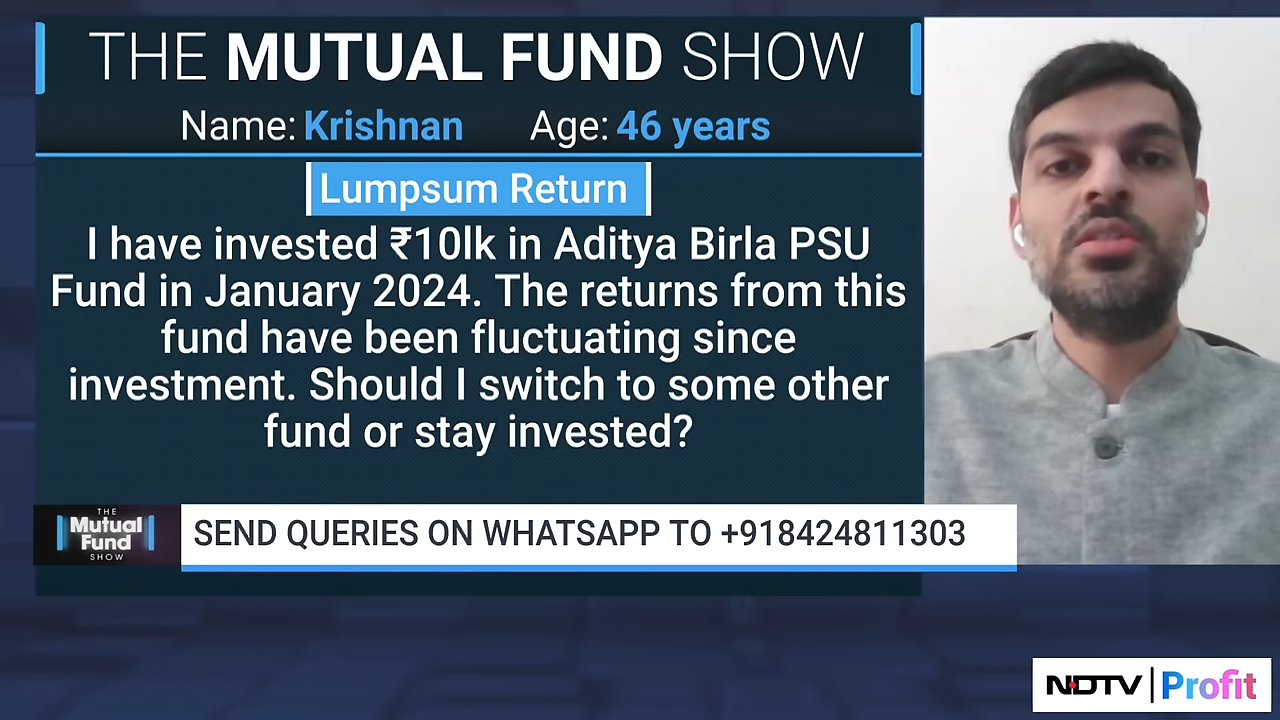 THE MUTUAL FUND SHOW
Name: Krishnan Age: 46 years
Lumpsum Return
I have invested ₹10lk in Aditya Birla PSU
Fund in January 2024. The returns from this
fund have been fluctuating since
investment. Should I switch to some other
fund or stay invested?
THE
Mutual
Fund
SHOW
SEND QUERIES ON WHATSAPP TO +918424811303
NDTV Profit